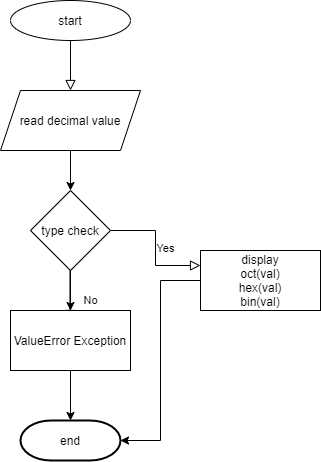 start
read decimal value
type check
Yes
display
oct(val)
hex(val)
bin(val)
No
ValueError Exception
end